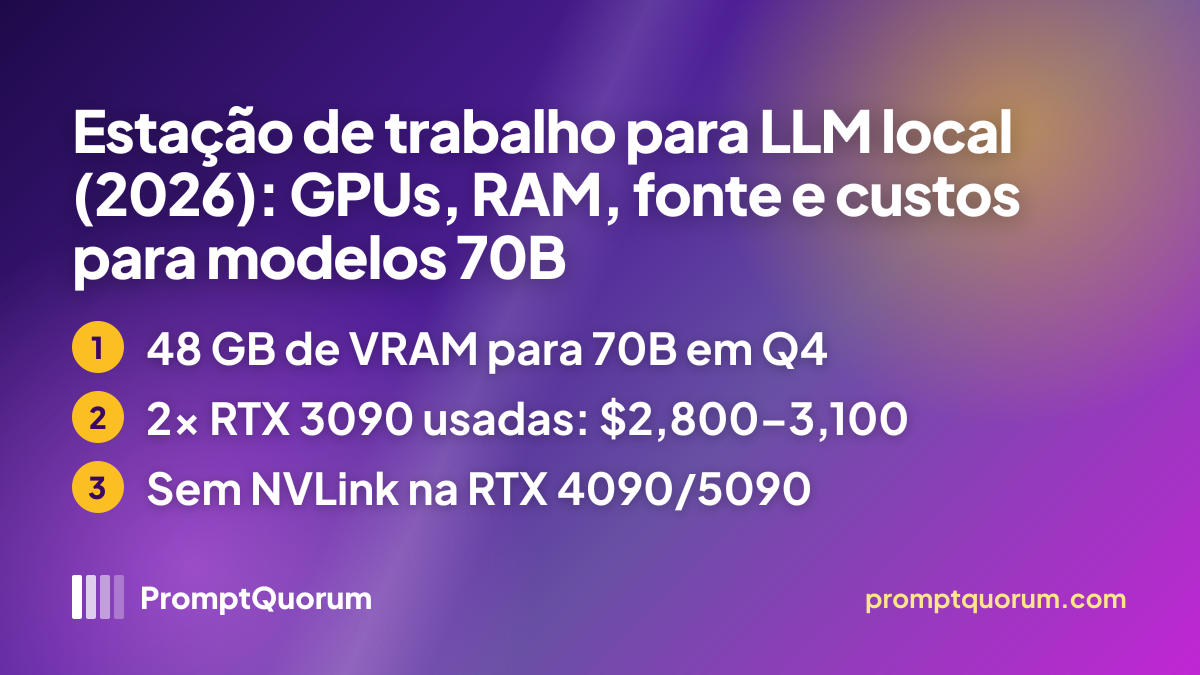 Estação de trabalho para LLM local
(2026): GPUs, RAM, fonte e custos
para modelos 70B
1 48 GB de VRAM para 70B em Q4
2 2× RTX 3090 usadas: $2,800–3,100
3 Sem NVLink na RTX 4090/5090
PromptQuorum
promptquorum.com